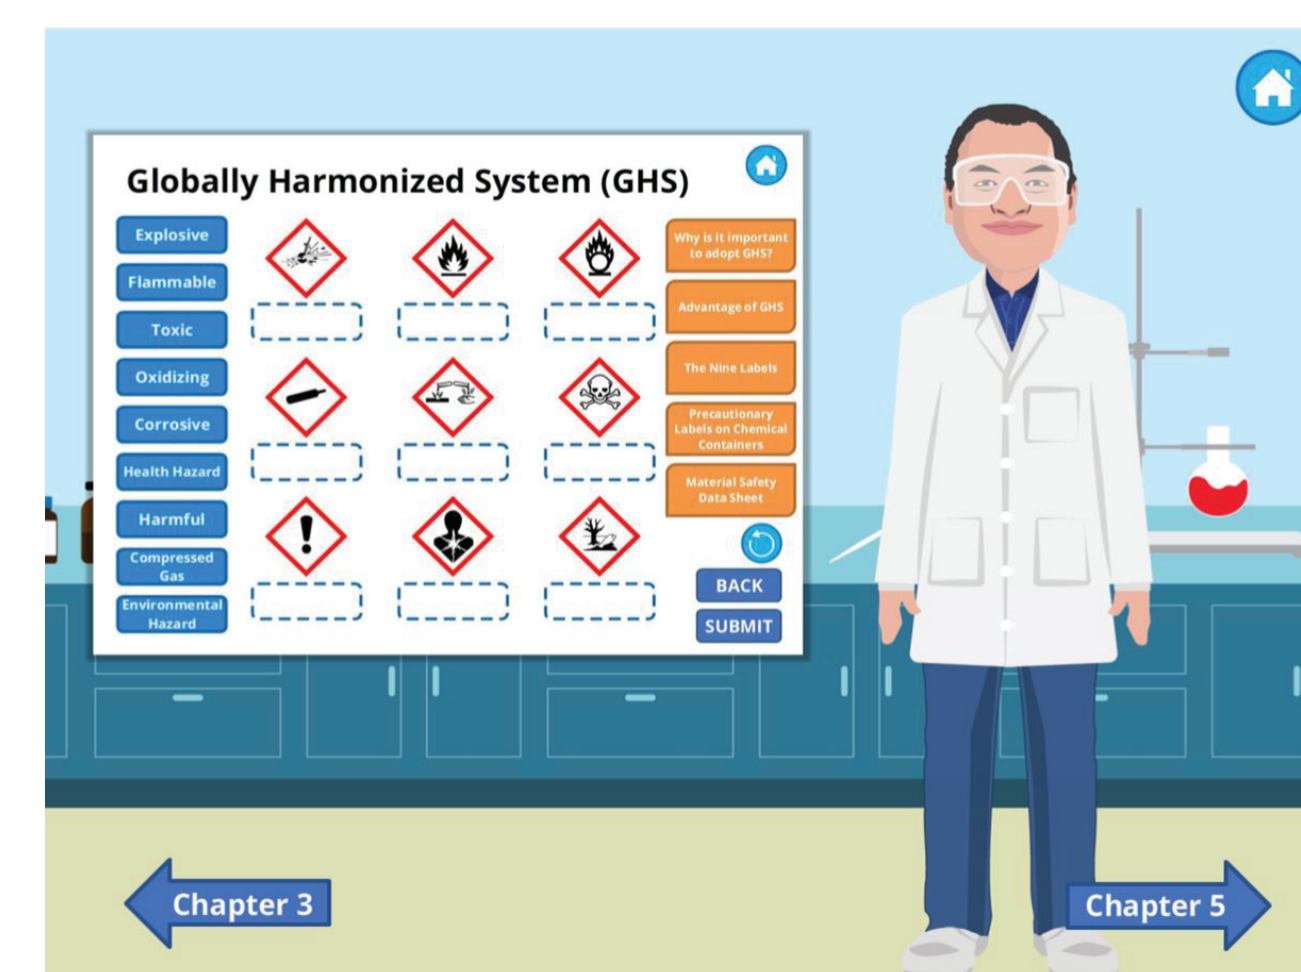 Globally Harmonized System (GHS)
Explosive
Flammable
Toxic
Oxidizing
Corrosive
Health Hazard
Harmful
Compressed
Gas
Environmental
Hazard
Why is it important
to adopt GHS?
Advantage of GHS
The Nine Labels
Precautionary
Labels on Chemical
Containers
Material Safety
Data Sheet
BACK
SUBMIT
Chapter 3
Chapter 5